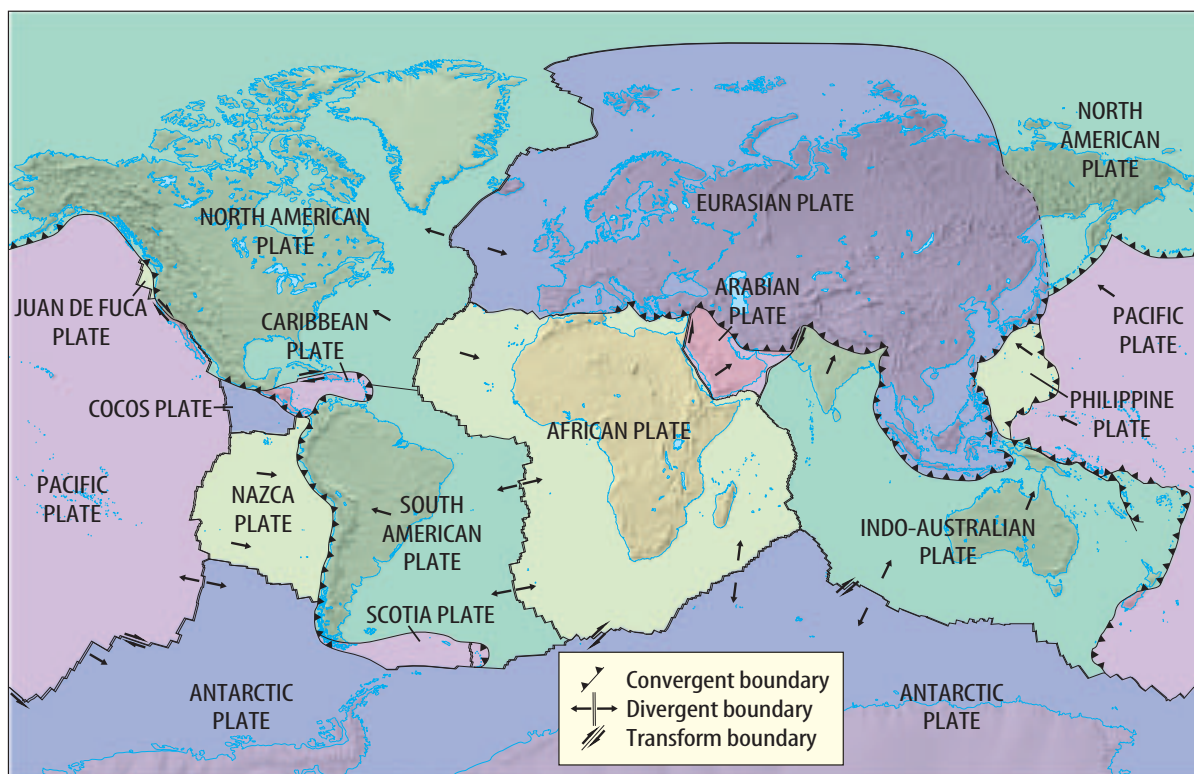 NORTH
AMERICAN
PLATE
NORTH AMERICAN
PLATE
EURASIAN PLATE
JUAN DE FUCA
PLATE
CARIBBEAN
PLATE
ARABIAN
PLATE
PACIFIC
PLATE
COCOS PLATE
PHILIPPINE
PLATE
AFRICAN PLATE
PACIFIC
PLATE
NAZCA
PLATE
SOUTH
AMERICAN
PLATE
INDO-AUSTRALIAN
PLATE
SCOTIA PLATE
ANTARCTIC
PLATE
Convergent boundary
Divergent boundary
Transform boundary
ANTARCTIC
PLATE